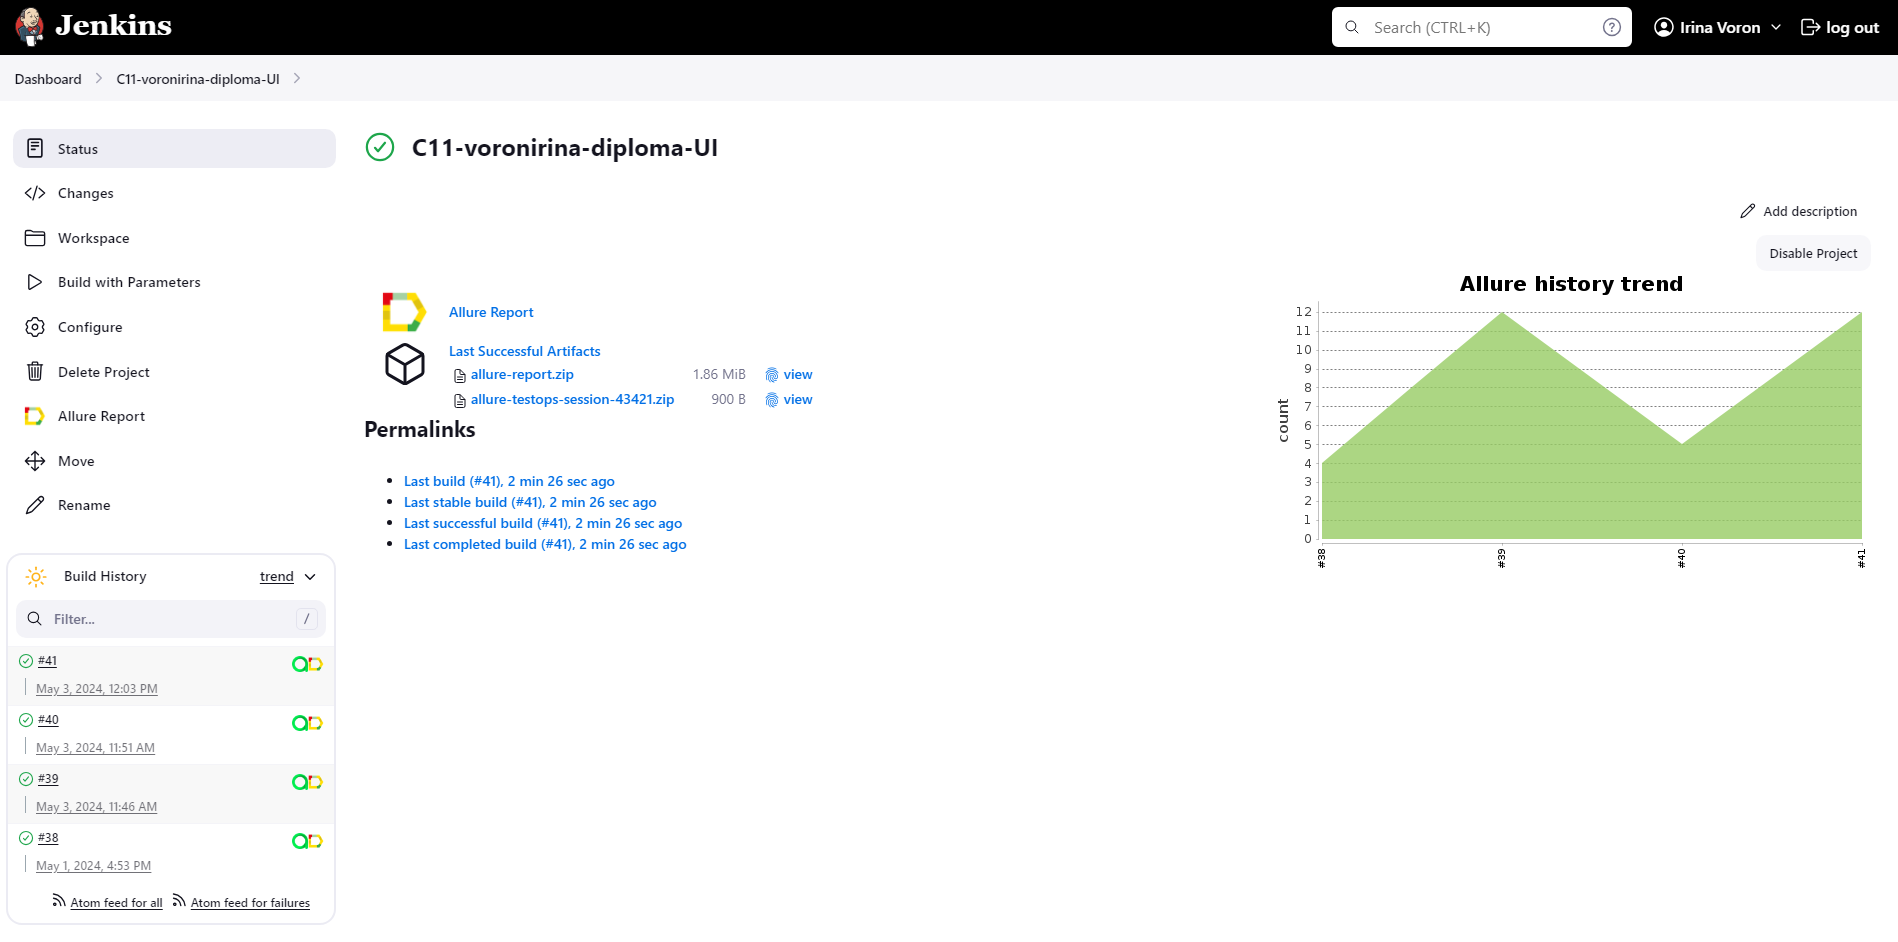 Jenkins
Search (CTRL+K)
Irina Voron
log out
Dashboard
C11-voronirina-diploma-UI
Status
Changes
Workspace
Build with Parameters
Configure
Delete Project
Allure Report
Move
Rename
Build History
trend
Filter...
/
#41
May 3, 2024, 12:03 PM
#40
May 3, 2024, 11:51 AM
#39
May 3, 2024, 11:46 AM
#38
May 1, 2024, 4:53 PM
Atom feed for all
Atom feed for failures
C11-voronirina-diploma-UI
Add description
Disable Project
Allure Report
Last Successful Artifacts
allure-report.zip 1.86 MiB view
allure-testops-session-43421.zip 900 B view
Permalinks
Last build (#41), 2 min 26 sec ago
Last stable build (#41), 2 min 26 sec ago
Last successful build (#41), 2 min 26 sec ago
Last completed build (#41), 2 min 26 sec ago
Allure history trend
count
12
11
10
9
8
7
6
5
4
3
2
1
0
#38
#39
#40
#41